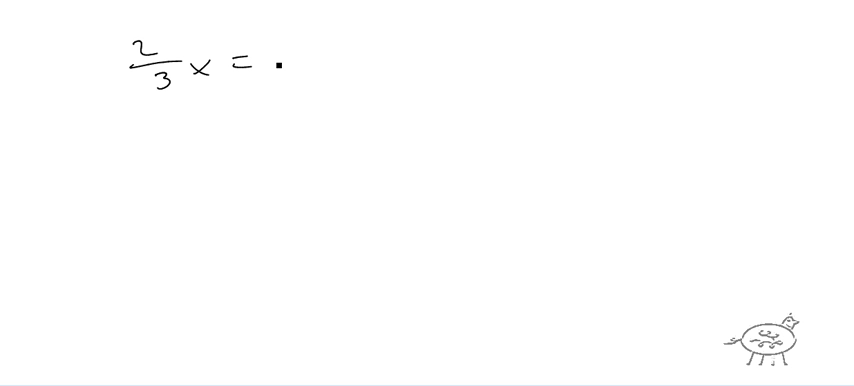 2/3 x =